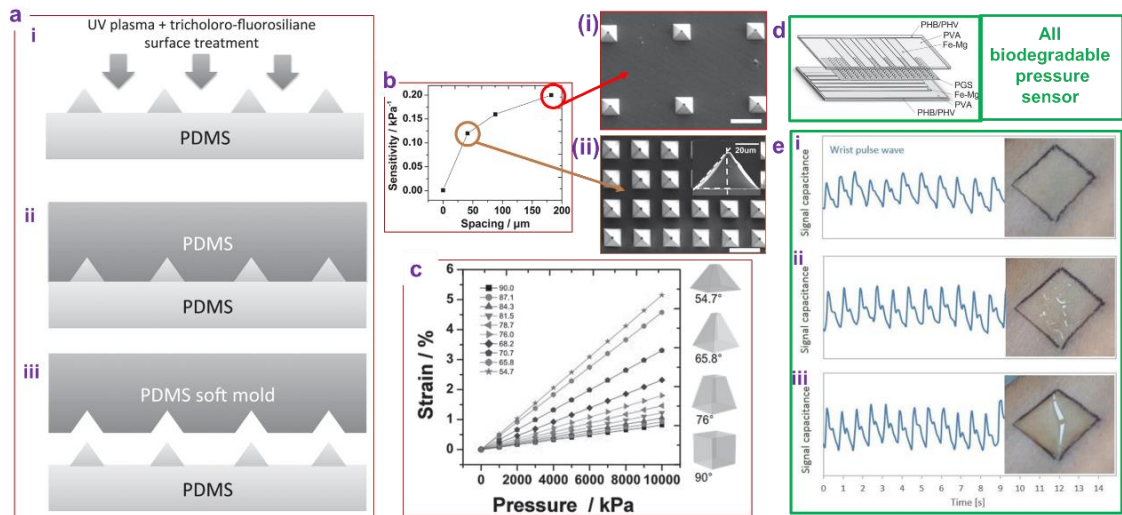 a
i
UV plasma + tricholoro-fluorosiliane
surface treatment
PDMS
ii
PDMS
PDMS
iii
PDMS soft mold
PDMS
b
Sensitivity / kPa⁻¹
0.20
0.15
0.10
0.05
0.00
0 50 100 150 200
Spacing / μm
(i)
(ii)
20um
c
Strain / %
6
5
4
3
2
1
0
90.0
87.1
84.3
81.5
78.7
76.0
68.2
70.7
65.8
54.7
0 2000 4000 6000 8000 10000
Pressure / kPa
54.7°
65.8°
76°
90°
d
PHB/PHV
PVA
Fe-Mg
PGS
Fe-Mg
PVA
PHB/PHV
All
biodegradable
pressure
sensor
e
i
Wrist pulse wave
Signal capacitance
ii
Signal capacitance
iii
Signal capacitance
0 1 2 3 4 5 6 7 8 9 10 11 12 13 14
Time [s]